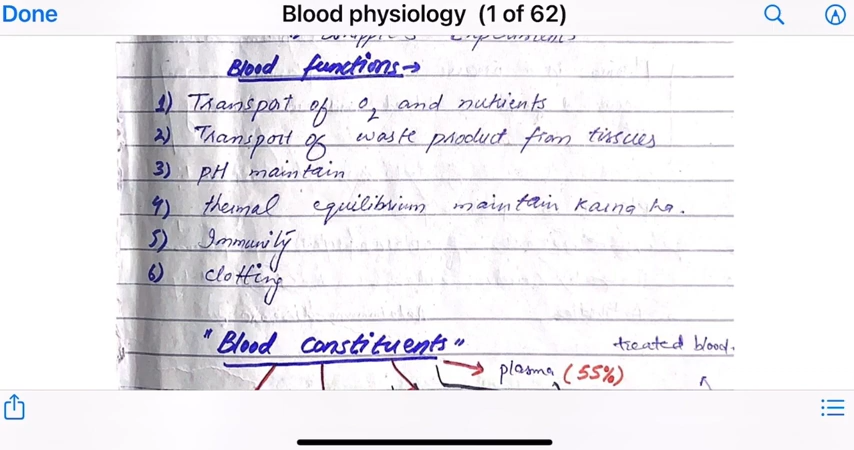 Done
Blood physiology (1 of 62)
Experiments
Blood functions→
1) Transport of O2 and nutrients
2) Transport of waste product from tissues
3) pH maintain
4) thermal equilibrium maintain karna ha.
5) Immunity
6) clotting
"Blood constituents"
treated blood.
plasma (55%)